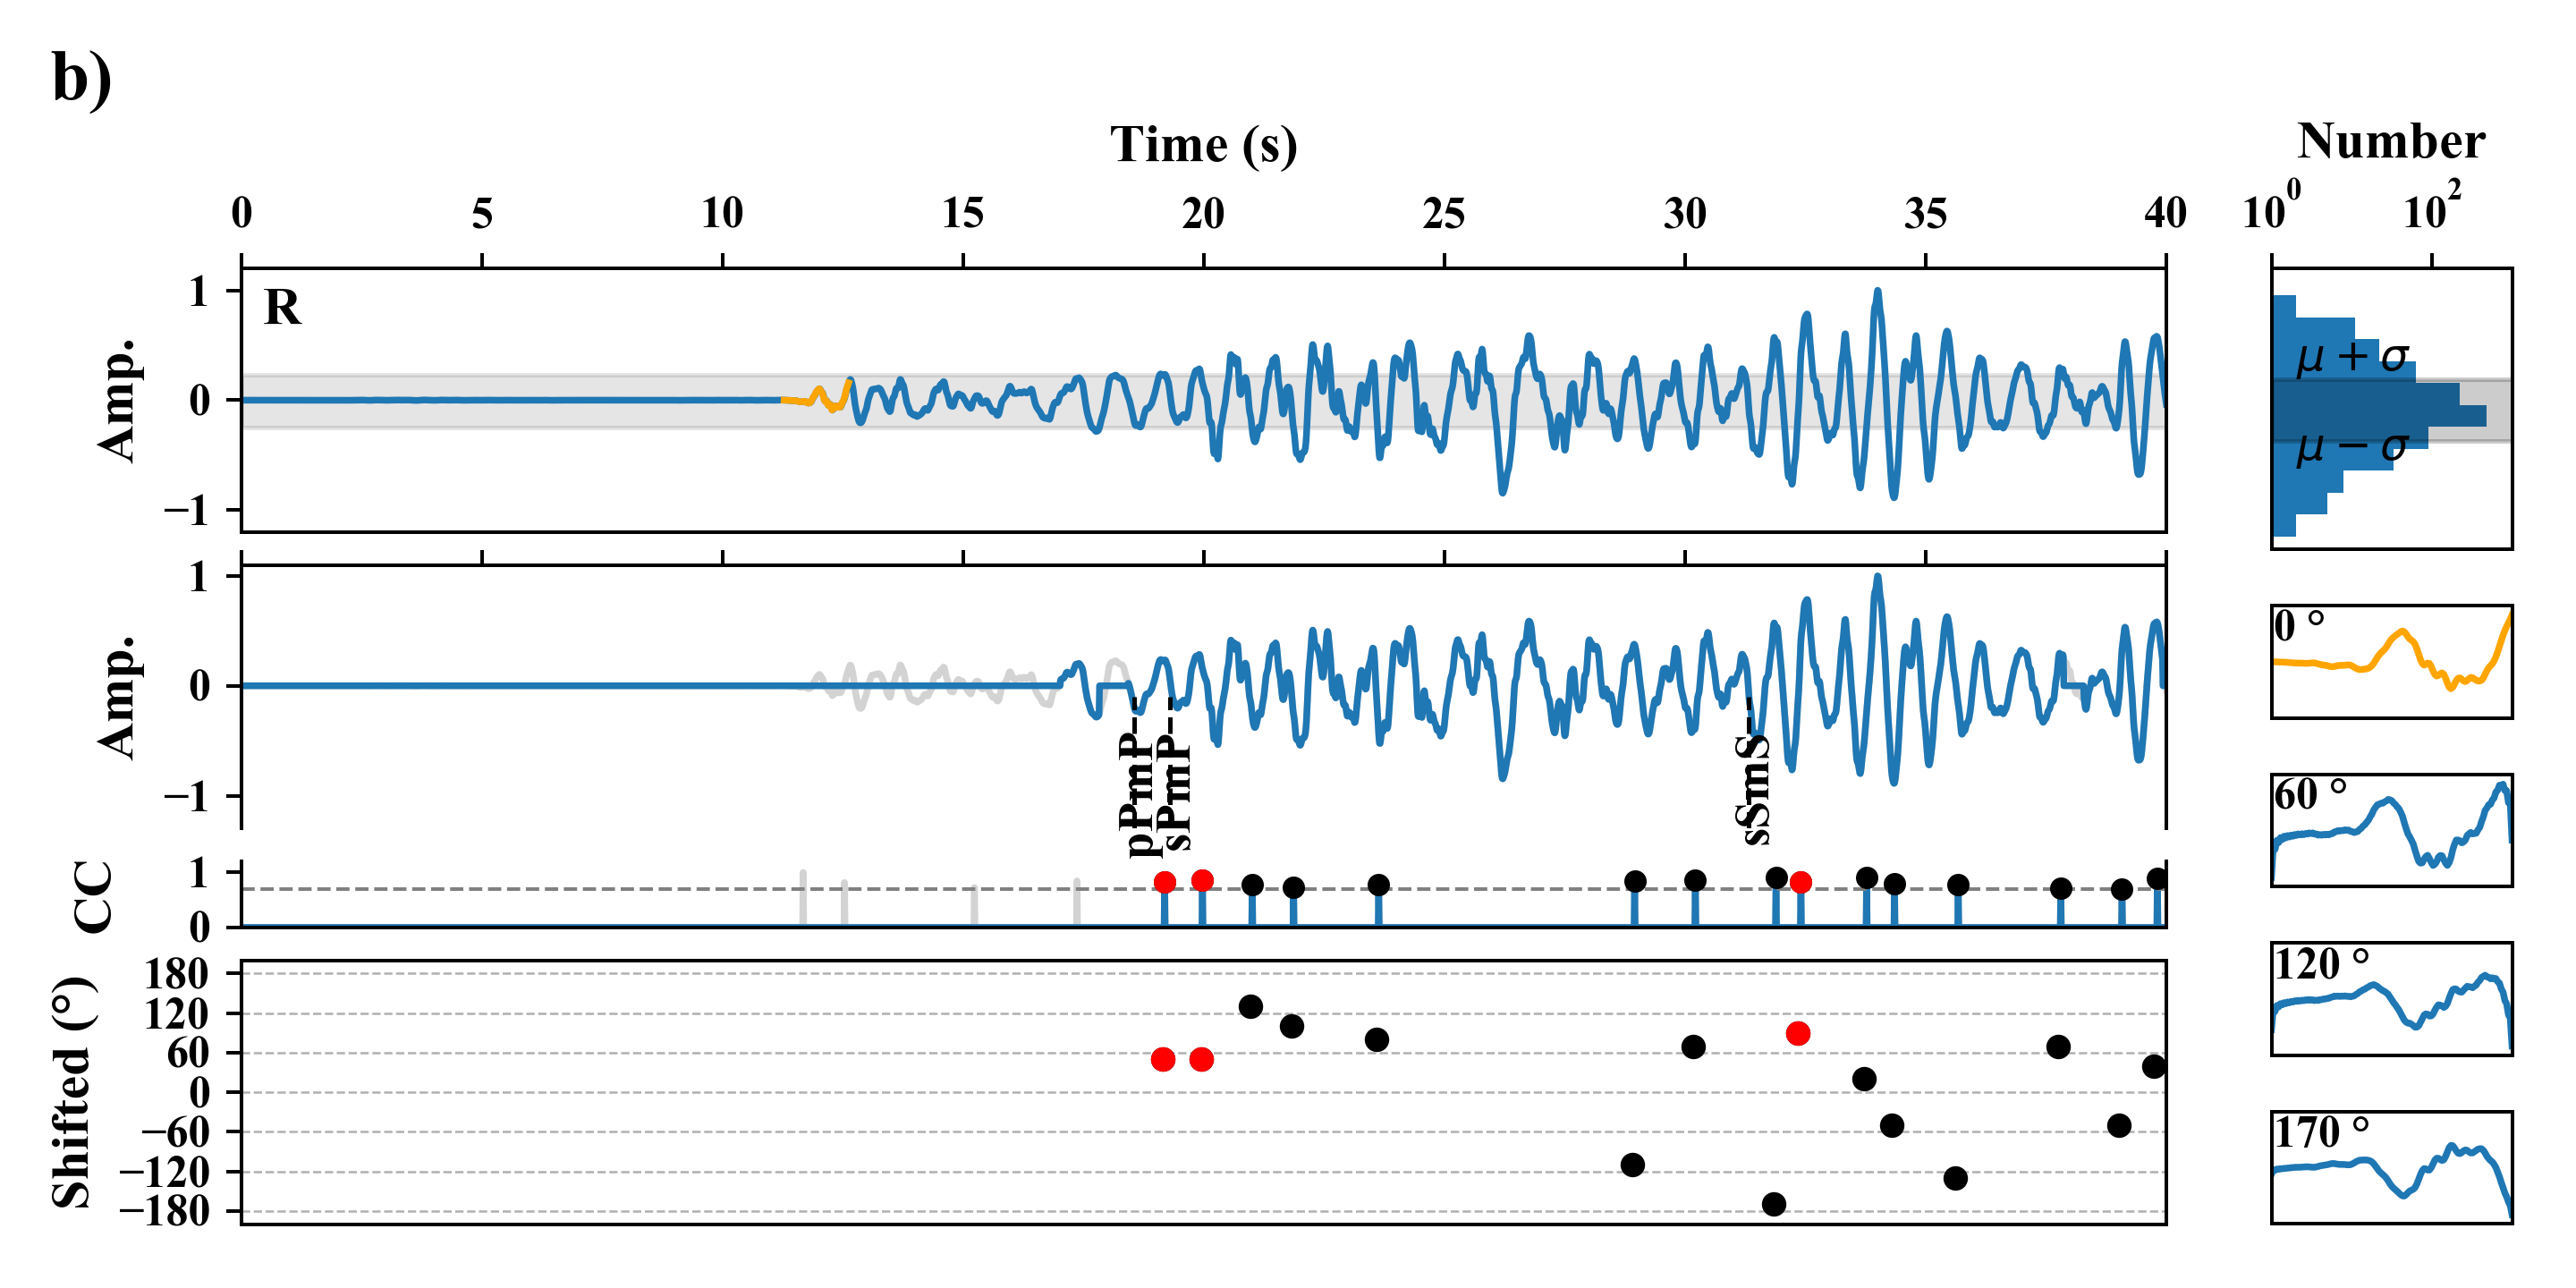 b)
Time (s)
Number
0 5 10 15 20 25 30 35 40
10^0 10^2
R
Amp.
1
0
−1
μ + σ
μ − σ
Amp.
1
0
−1
pPmP
sPmP
sSmS
0 °
60 °
CC
1
0
120 °
Shifted (°)
180
120
60
0
−60
−120
−180
170 °